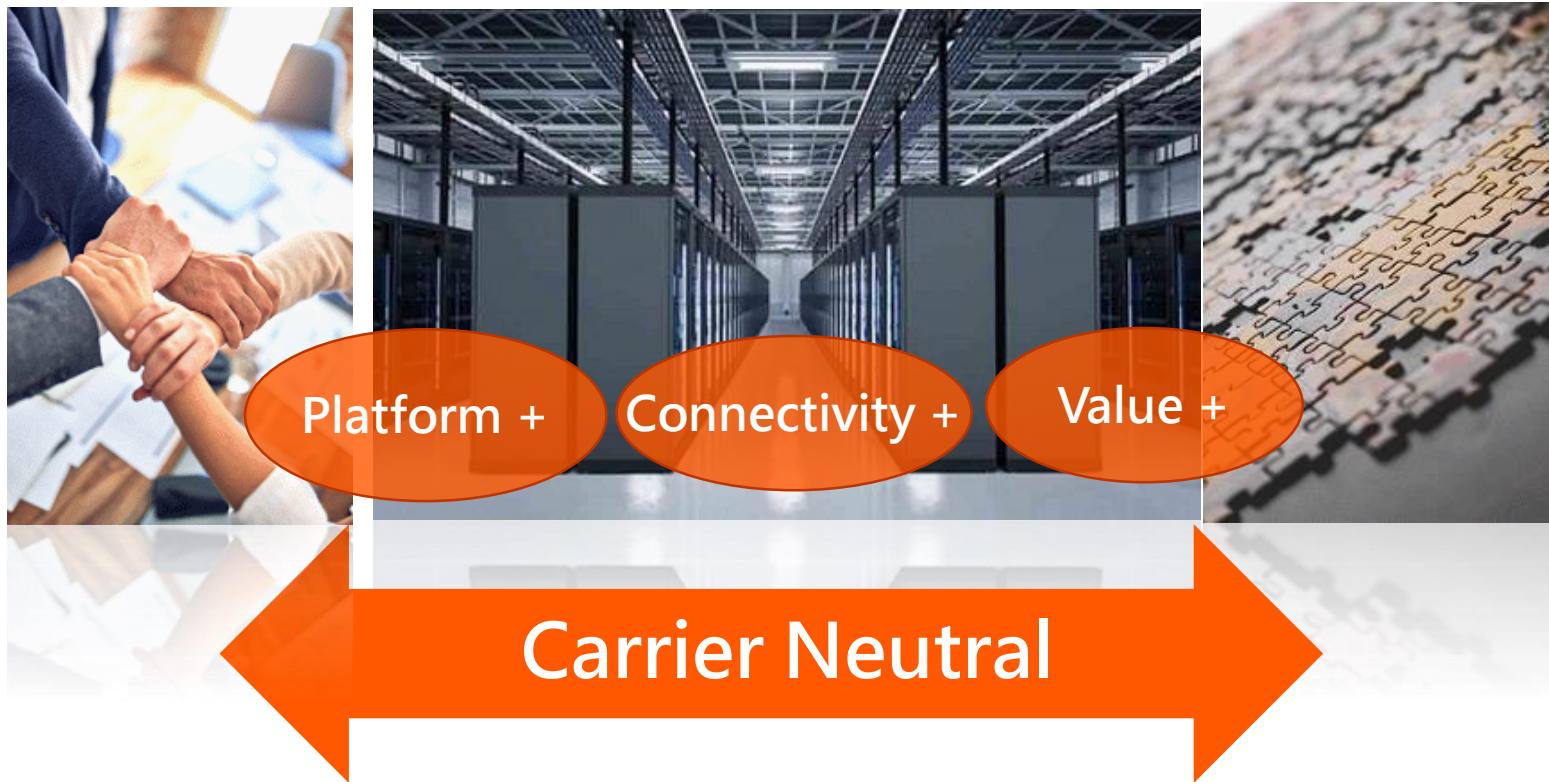 Platform +
Connectivity +
Value +
Carrier Neutral